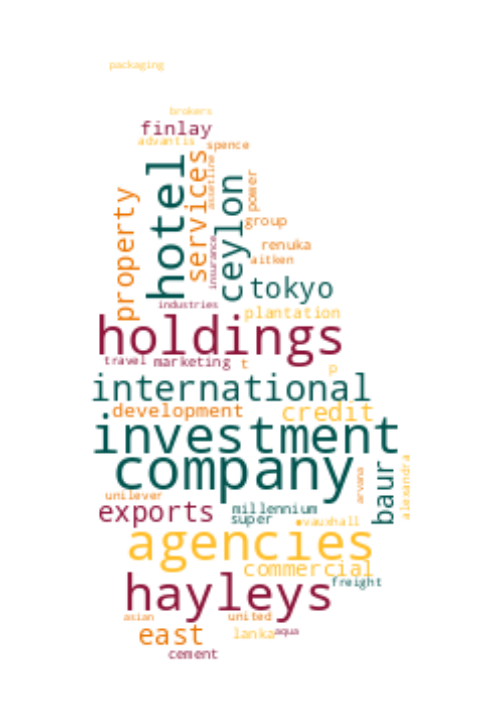 packaging
brokers
finlay
advantis
spence
hotel
services
assetline
property
ceylon
power
group
insurance
renuka
aitken
tokyo
industries
plantation
holdings
travel
marketing
t
p
international
development
credit
investment
company
baur
arvana
alexandra
unilever
exports
millennium
super
vauxhall
agencies
commercial
freight
hayleys
asian
united
east
lanka
aqua
cement